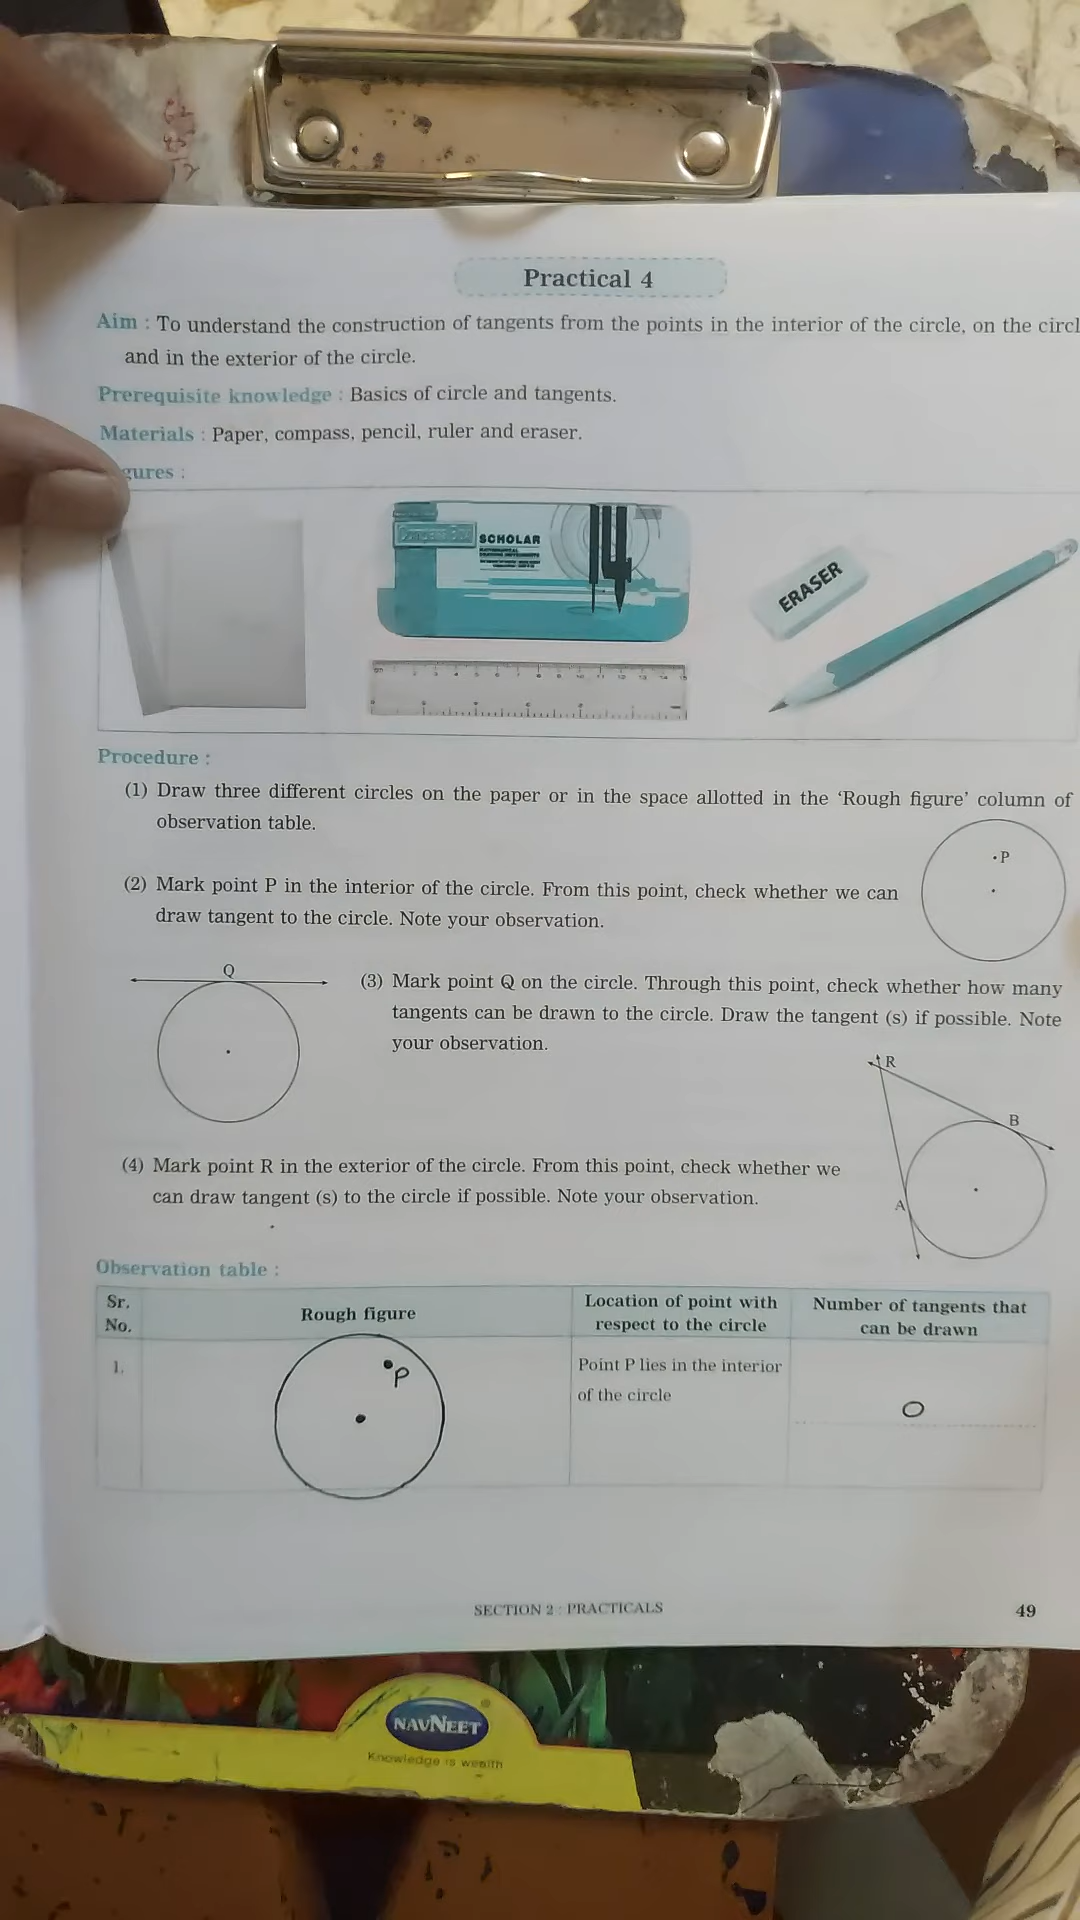 Practical 4
Aim : To understand the construction of tangents from the points in the interior of the circle, on the circl
and in the exterior of the circle.
Prerequisite knowledge : Basics of circle and tangents.
Materials : Paper, compass, pencil, ruler and eraser.
gures :
SCHOLAR
ERASER
Procedure :
(1) Draw three different circles on the paper or in the space allotted in the ‘Rough figure’ column of
observation table.
P
(2) Mark point P in the interior of the circle. From this point, check whether we can
draw tangent to the circle. Note your observation.
Q
(3) Mark point Q on the circle. Through this point, check whether how many
tangents can be drawn to the circle. Draw the tangent (s) if possible. Note
your observation.
R
B
(4) Mark point R in the exterior of the circle. From this point, check whether we
can draw tangent (s) to the circle if possible. Note your observation.
A
Observation table :
Sr.
No.
Rough figure
Location of point with
respect to the circle
Number of tangents that
can be drawn
1.
P
Point P lies in the interior
of the circle
0
SECTION 2 : PRACTICALS
49
NAVNEET
Knowledge is wealth